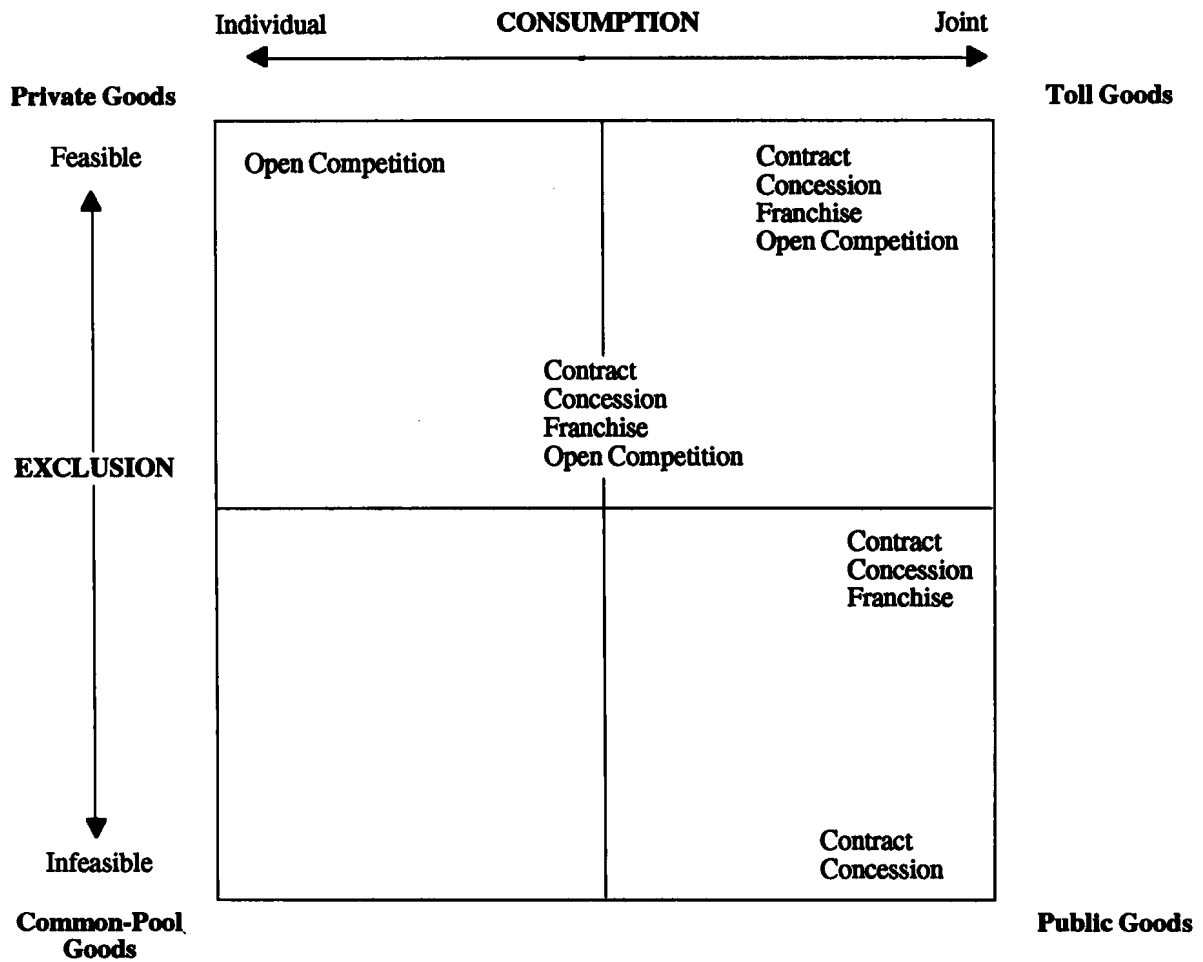 Individual CONSUMPTION Joint
Private Goods
Toll Goods
Feasible
Open Competition
Contract
Concession
Franchise
Open Competition
Contract
Concession
Franchise
Open Competition
EXCLUSION
Contract
Concession
Franchise
Contract
Concession
Infeasible
Common-Pool
Goods
Public Goods